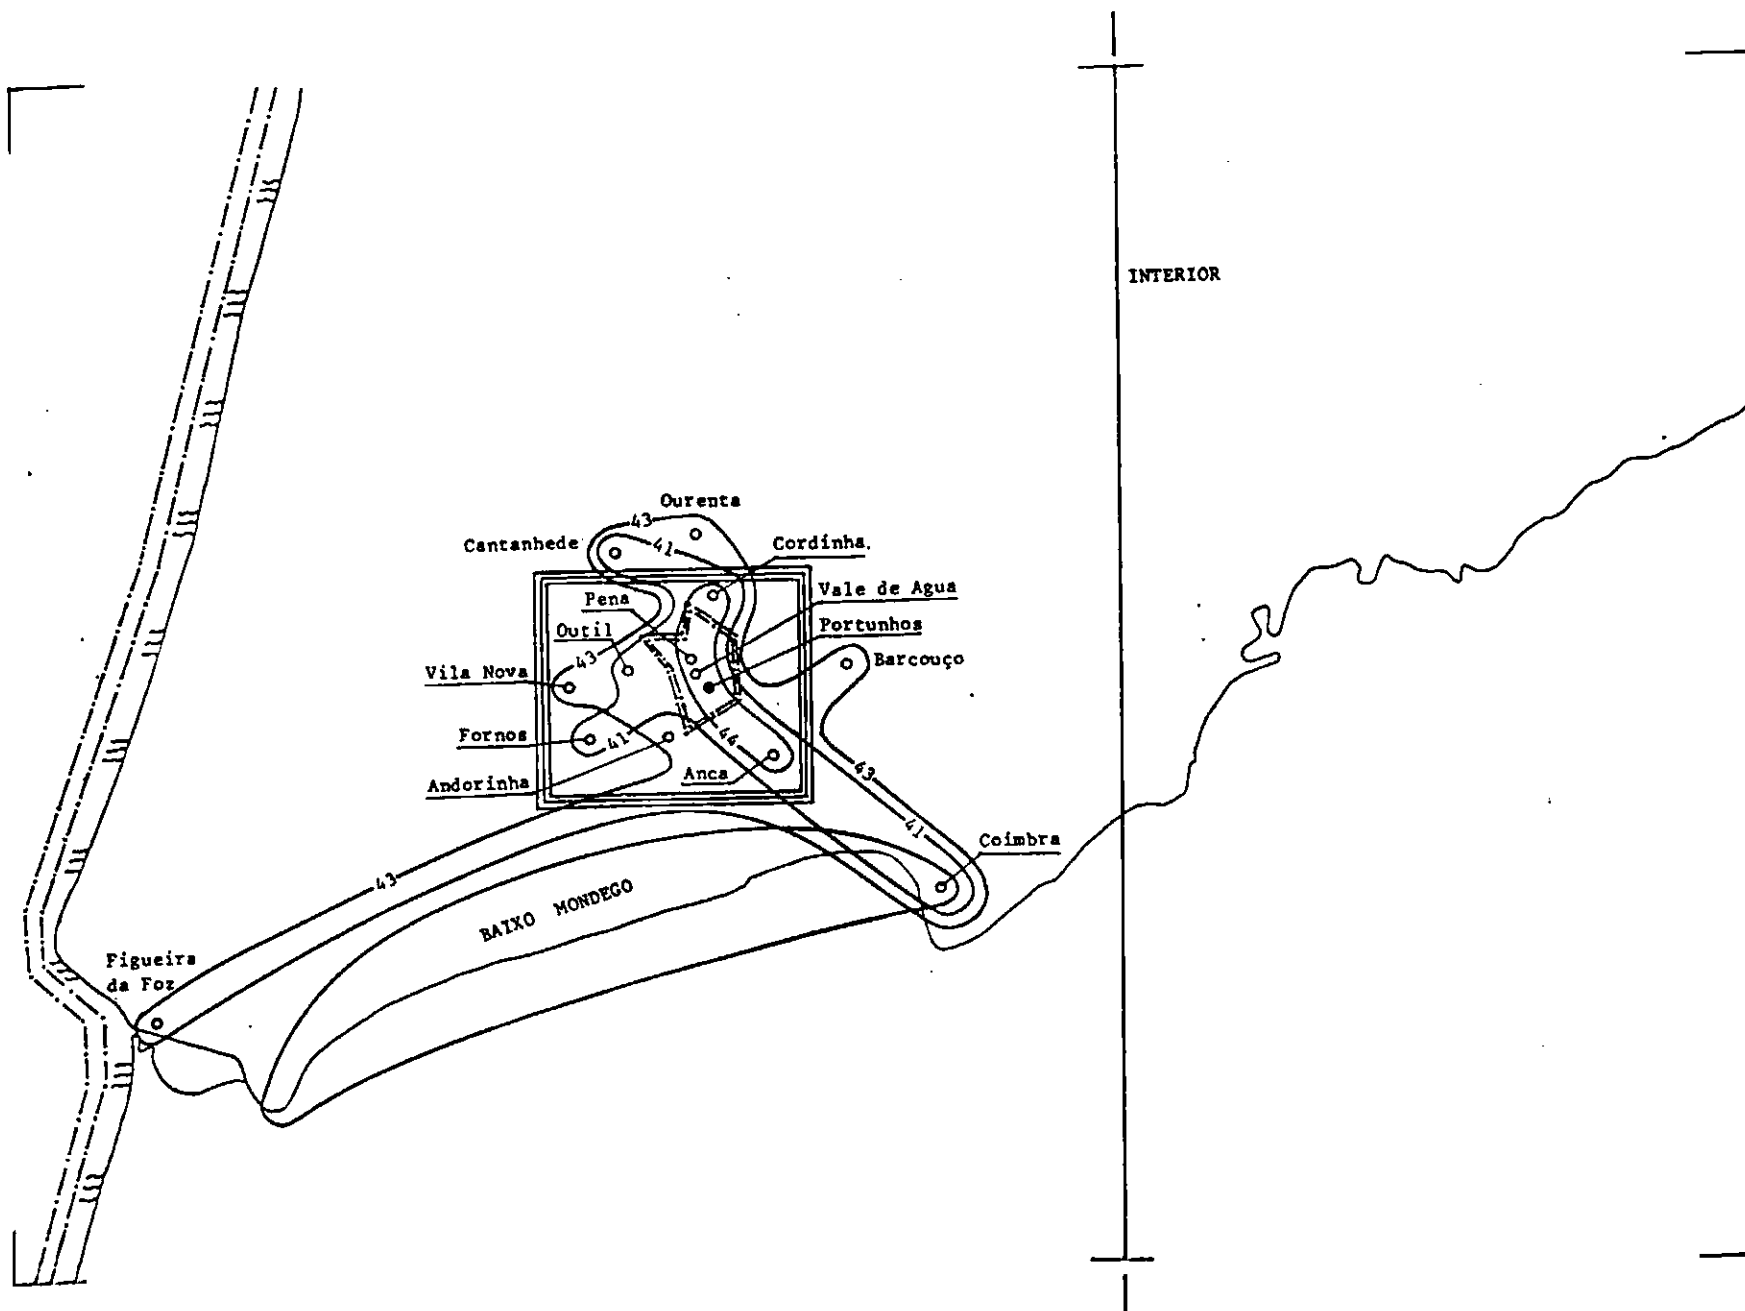 INTERIOR
Ourenta
43
Cantanhede
41
Cordinha.
Pena
Vale de Agua
Outil
Portunhos
43
Barcouço
Vila Nova
Fornos
41
44
Andorinha
Anca
43
41
Coimbra
43
BAIXO MONDEGO
Figueira
da Foz